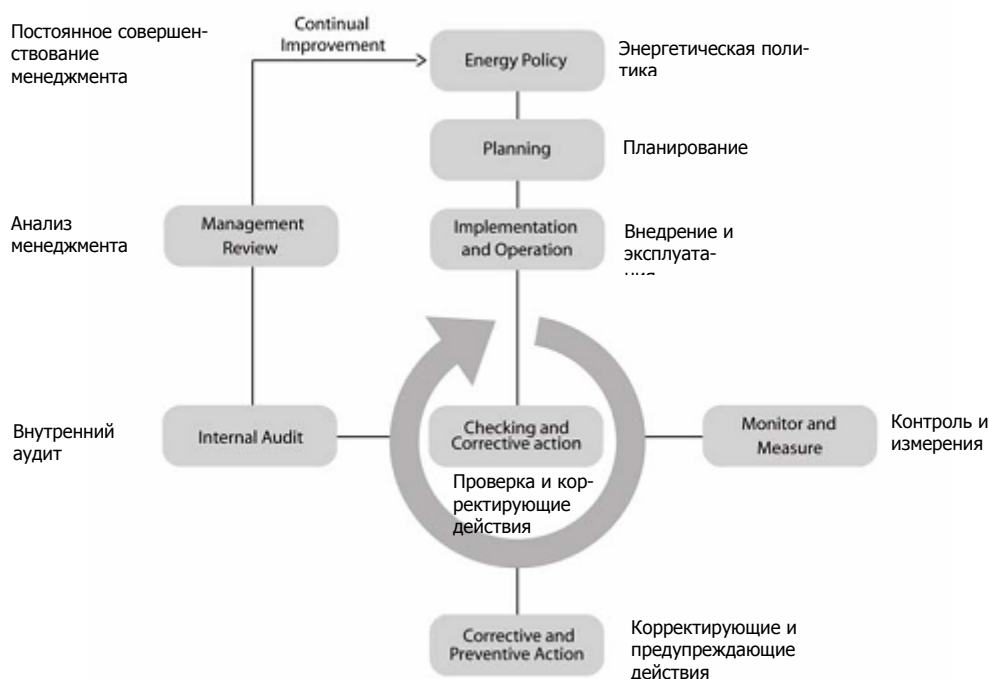 Постоянное совершен-
ствование
менеджмента
Continual
Improvement
Energy Policy
Энергетическая поли-
тика
Planning
Планирование
Анализ
менеджмента
Management
Review
Implementation
and Operation
Внедрение и
эксплуата-
Внутренний
аудит
Internal Audit
Checking and
Corrective action
Проверка и кор-
ректирующие
действия
Monitor and
Measure
Контроль и
измерения
Corrective and
Preventive Action
Корректирующие и
предупреждающие
действия